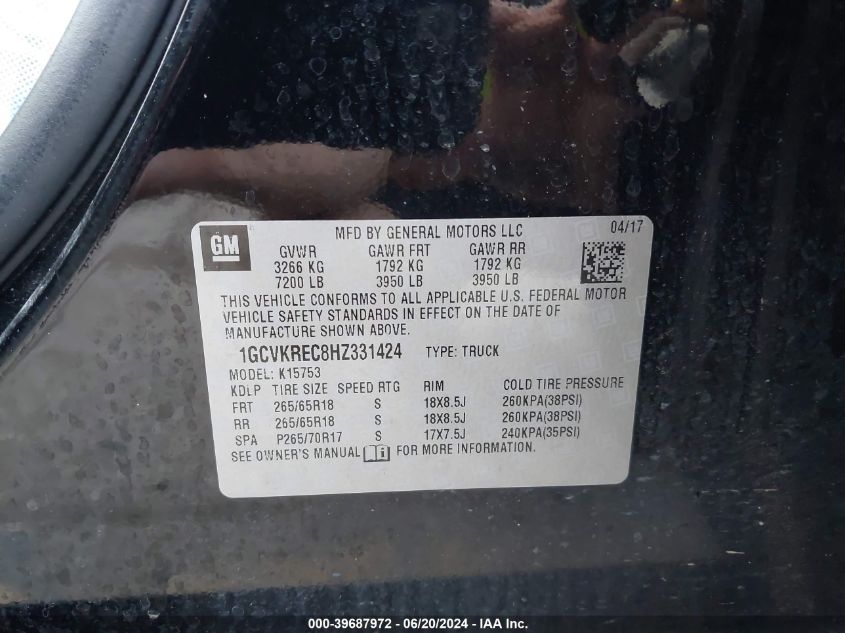 GM
MFD BY GENERAL MOTORS LLC 04/17
GVWR GAWR FRT GAWR RR
3266 KG 1792 KG 1792 KG
7200 LB 3950 LB 3950 LB
THIS VEHICLE CONFORMS TO ALL APPLICABLE U.S. FEDERAL MOTOR
VEHICLE SAFETY STANDARDS IN EFFECT ON THE DATE OF
MANUFACTURE SHOWN ABOVE.
1GCVKREC8HZ331424 TYPE: TRUCK
MODEL: K15753
KDLP TIRE SIZE SPEED RTG RIM COLD TIRE PRESSURE
FRT 265/65R18 S 18X8.5J 260KPA(38PSI)
RR 265/65R18 S 18X8.5J 260KPA(38PSI)
SPA P265/70R17 S 17X7.5J 240KPA(35PSI)
SEE OWNER'S MANUAL FOR MORE INFORMATION.
000-39687972 - 06/20/2024 - IAA Inc.